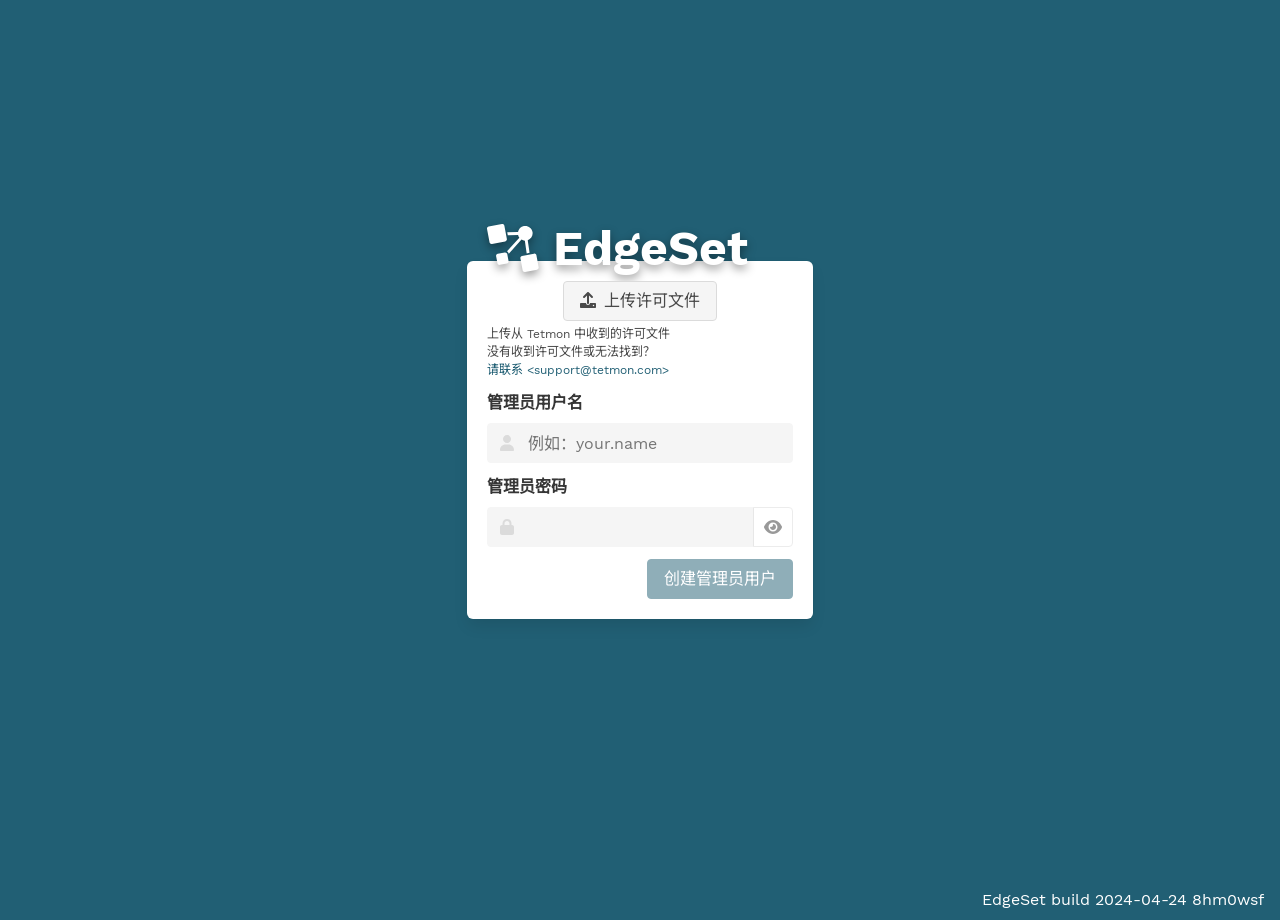 EdgeSet
上传许可文件
上传从 Tetmon 中收到的许可文件
没有收到许可文件或无法找到?
请联系 <support@tetmon.com>
管理员用户名
例如：your.name
管理员密码
创建管理员用户
EdgeSet build 2024-04-24 8hm0wsf